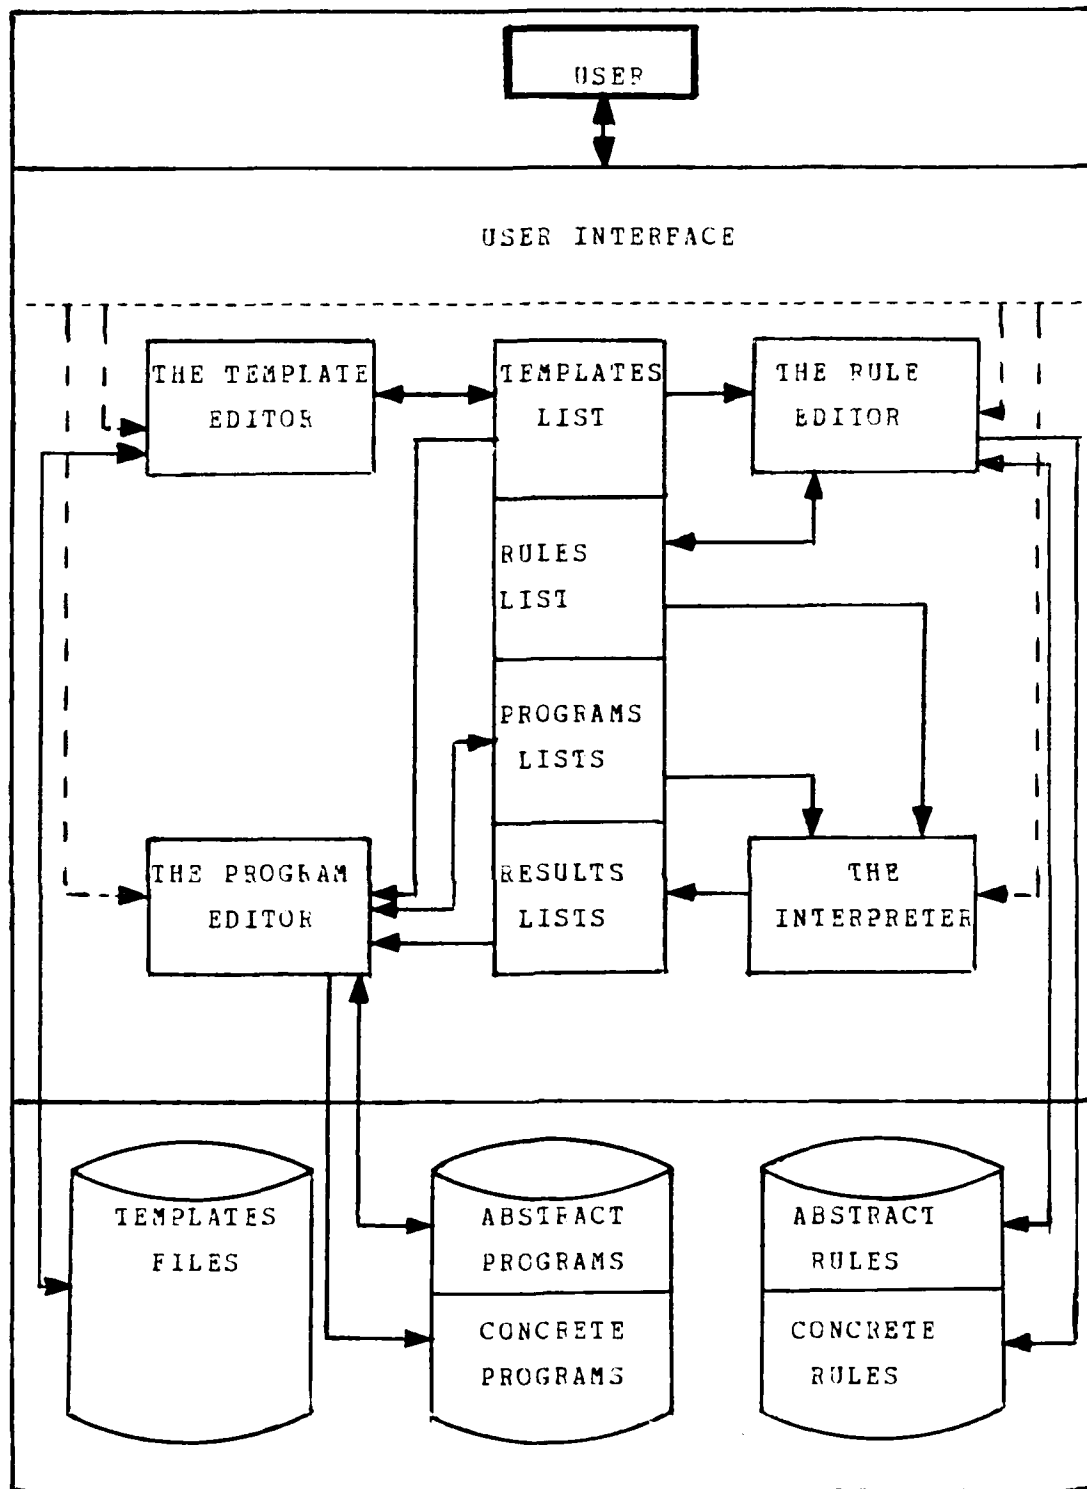 USER
USER INTERFACE
THE TEMPLATE
EDITOR
TEMPLATES
LIST
THE RULE
EDITOR
RULES
LIST
PROGRAMS
LISTS
THE PROGRAM
EDITOR
RESULTS
LISTS
THE
INTERPRETER
TEMPLATES
FILES
ABSTRACT
PROGRAMS
CONCRETE
PROGRAMS
ABSTRACT
RULES
CONCRETE
RULES